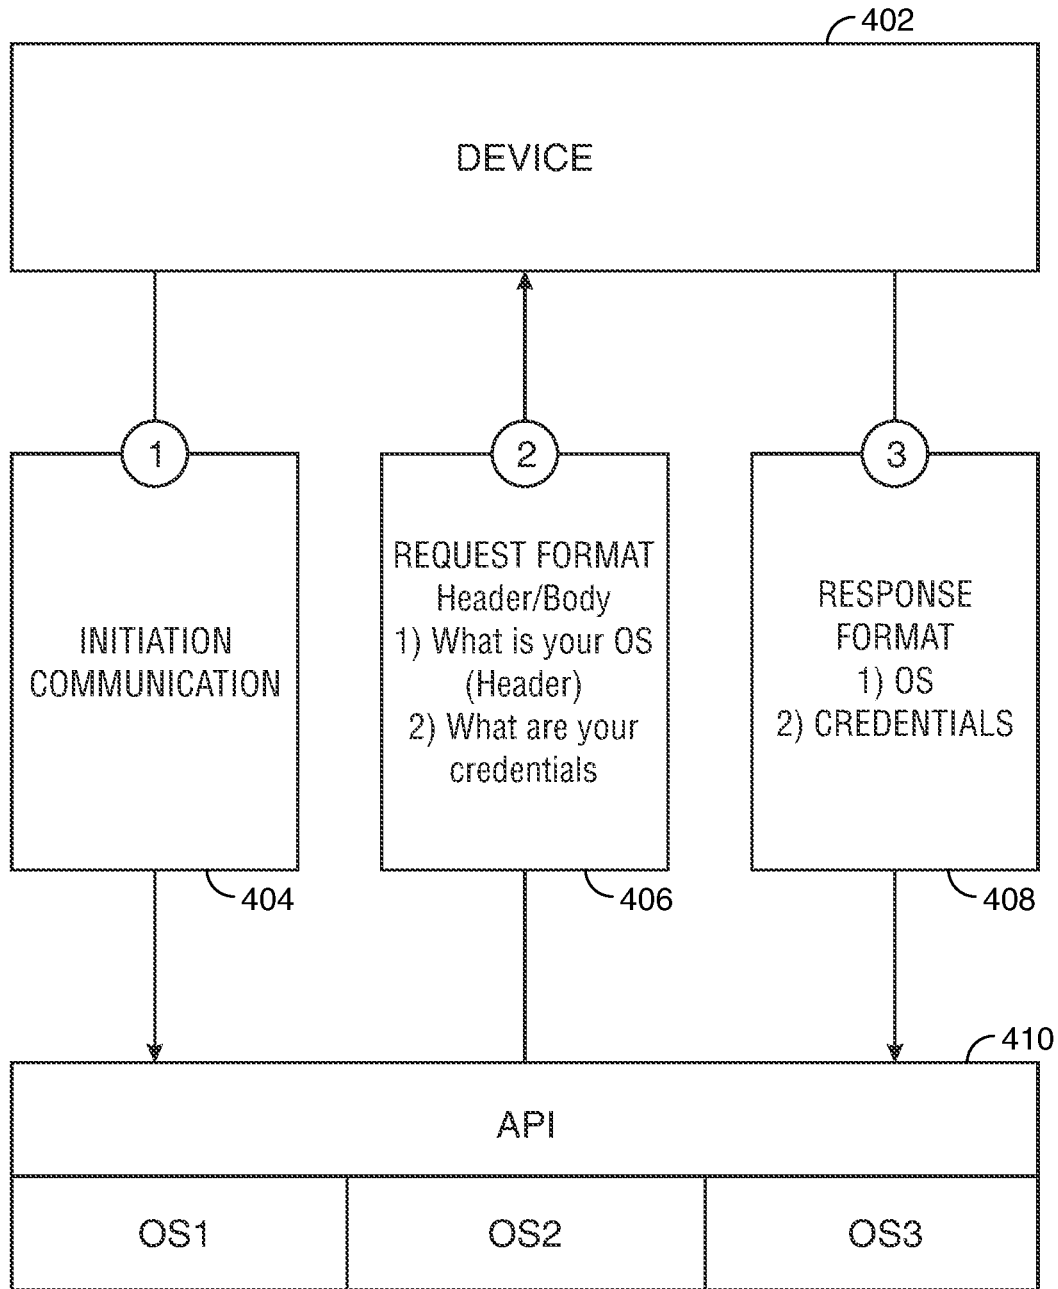 402
DEVICE
1
2
3
INITIATION
COMMUNICATION
REQUEST FORMAT
Header/Body
1) What is your OS
(Header)
2) What are your
credentials
RESPONSE
FORMAT
1) OS
2) CREDENTIALS
404
406
408
410
API
OS1
OS2
OS3